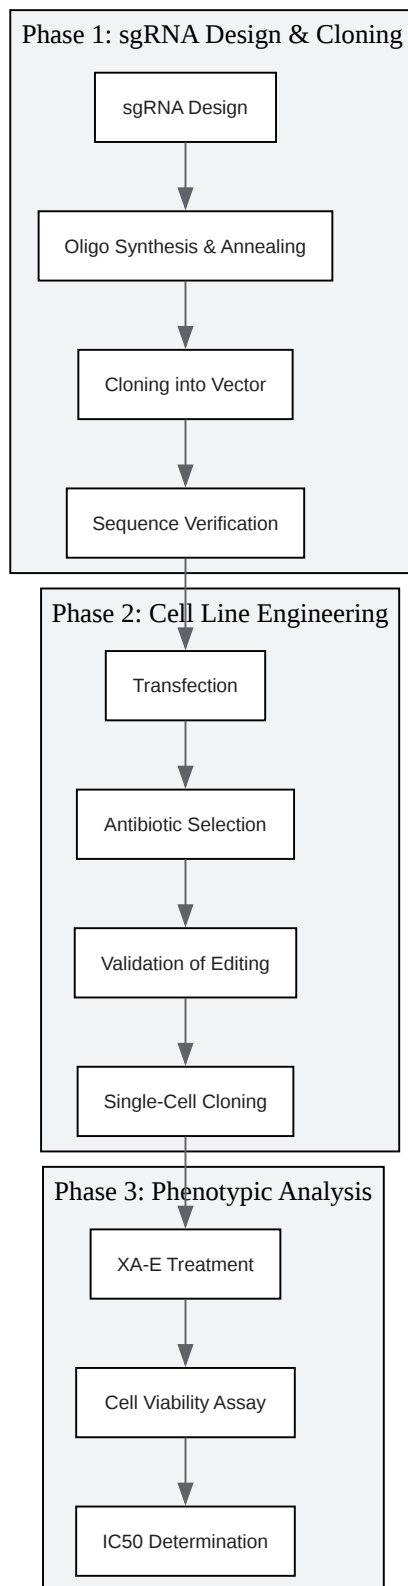 Phase 1: sgRNA Design & Cloning
sgRNA Design
Oligo Synthesis & Annealing
Cloning into Vector
Sequence Verification
Phase 2: Cell Line Engineering
Transfection
Antibiotic Selection
Validation of Editing
Single-Cell Cloning
Phase 3: Phenotypic Analysis
XA-E Treatment
Cell Viability Assay
IC50 Determination